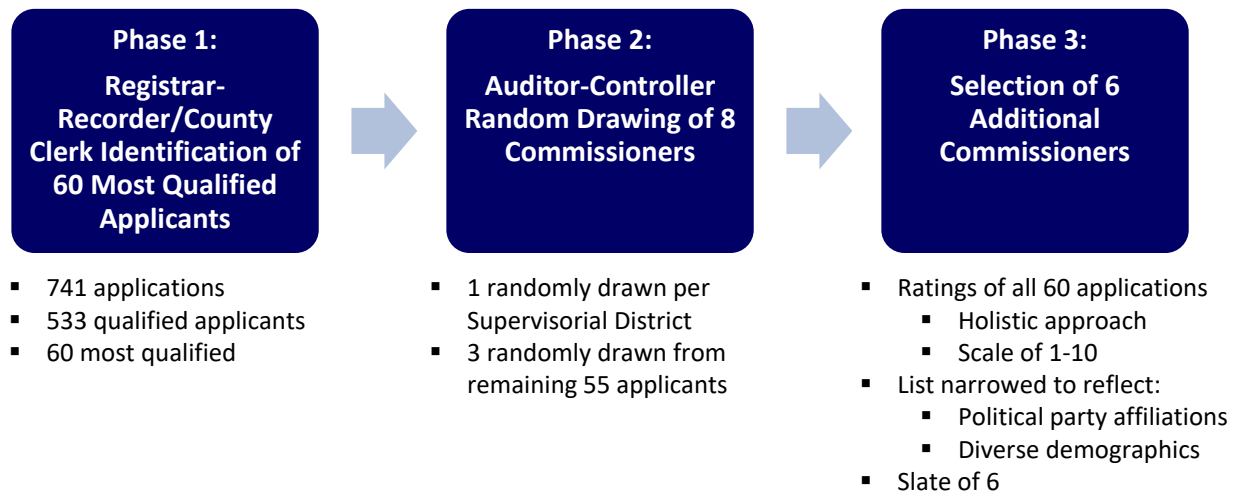 Phase 1:
Registrar-
Recorder/County
Clerk Identification of
60 Most Qualified
Applicants
▪ 741 applications
▪ 533 qualified applicants
▪ 60 most qualified
Phase 2:
Auditor-Controller
Random Drawing of 8
Commissioners
▪ 1 randomly drawn per
Supervisorial District
▪ 3 randomly drawn from
remaining 55 applicants
Phase 3:
Selection of 6
Additional
Commissioners
▪ Ratings of all 60 applications
▪ Holistic approach
▪ Scale of 1-10
▪ List narrowed to reflect:
▪ Political party affiliations
▪ Diverse demographics
▪ Slate of 6